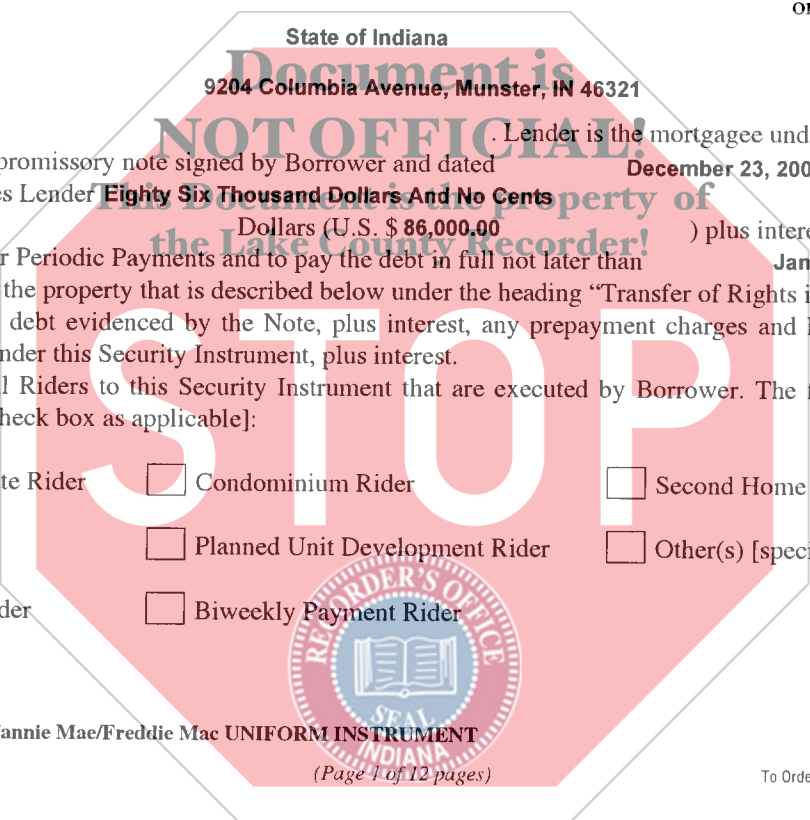 State of Indiana
9204 Columbia Avenue, Munster, IN 46321
. Lender is the mortgagee und
promissory note signed by Borrower and dated December 23, 200
es Lender Eighty Six Thousand Dollars And No Cents
Dollars (U.S. $ 86,000.00 ) plus intere
r Periodic Payments and to pay the debt in full not later than Jan
the property that is described below under the heading “Transfer of Rights i
debt evidenced by the Note, plus interest, any prepayment charges and l
nder this Security Instrument, plus interest.
l Riders to this Security Instrument that are executed by Borrower. The f
heck box as applicable]:
te Rider Condominium Rider Second Home
Planned Unit Development Rider Other(s) [speci
der Biweekly Payment Rider
annie Mae/Freddie Mac UNIFORM INSTRUMENT
(Page 1 of 12 pages)
To Orde
Document is
NOT OFFICIAL!
This Document is the property of
the Lake County Recorder!
STOP
RECORDER'S OFFICE
SEAL
INDIANA